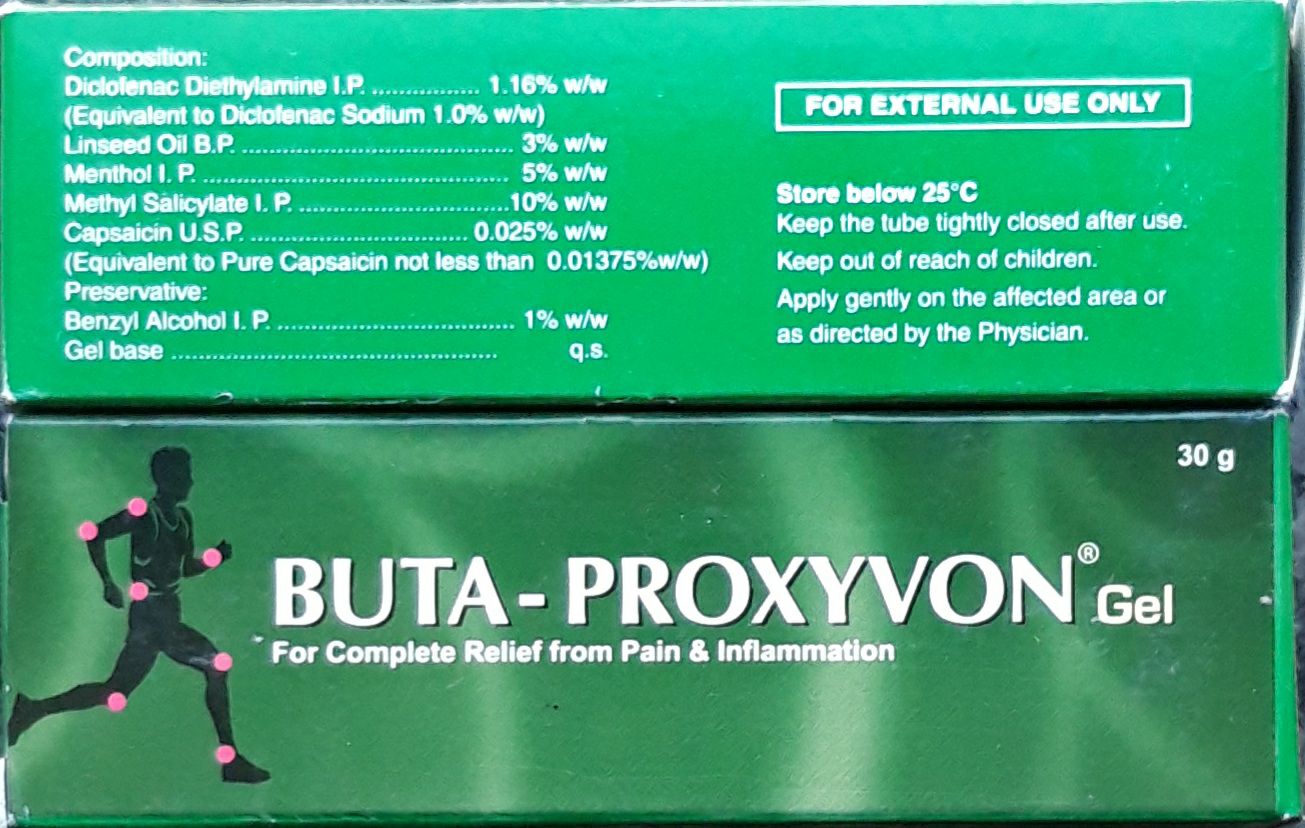 Composition:
Diclofenac Diethylamine I.P. ................ 1.16% w/w
(Equivalent to Diclofenac Sodium 1.0% w/w)
Linseed Oil B.P. ........................................ 3% w/w
Menthol I. P. ............................................. 5% w/w
Methyl Salicylate I. P. ...............................10% w/w
Capsaicin U.S.P. ................................ 0.025% w/w
(Equivalent to Pure Capsaicin not less than 0.01375%w/w)
Preservative:
Benzyl Alcohol I. P. ................................... 1% w/w
Gel base ................................................ q.s.
FOR EXTERNAL USE ONLY
Store below 25°C
Keep the tube tightly closed after use.
Keep out of reach of children.
Apply gently on the affected area or
as directed by the Physician.
30 g
BUTA-PROXYVON® Gel
For Complete Relief from Pain & Inflammation